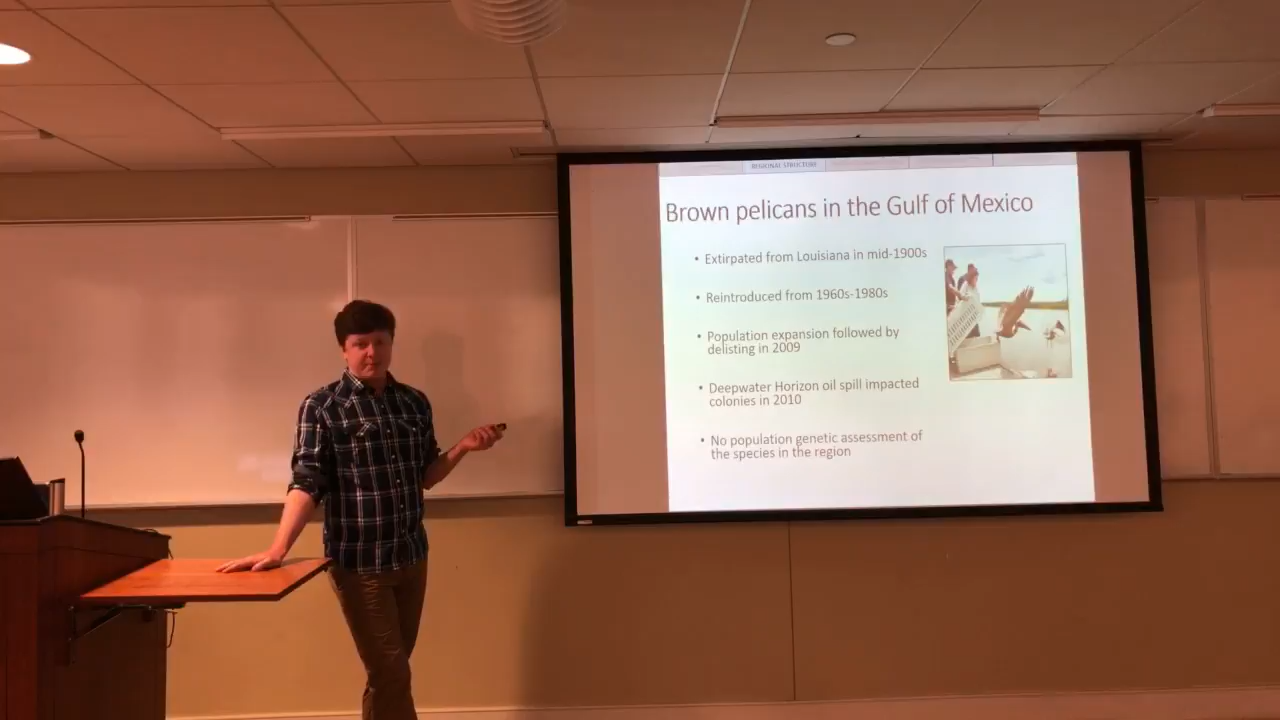 REGIONAL STRUCTURE
Brown pelicans in the Gulf of Mexico
• Extirpated from Louisiana in mid-1900s
• Reintroduced from 1960s-1980s
• Population expansion followed by
delisting in 2009
• Deepwater Horizon oil spill impacted
colonies in 2010
• No population genetic assessment of
the species in the region